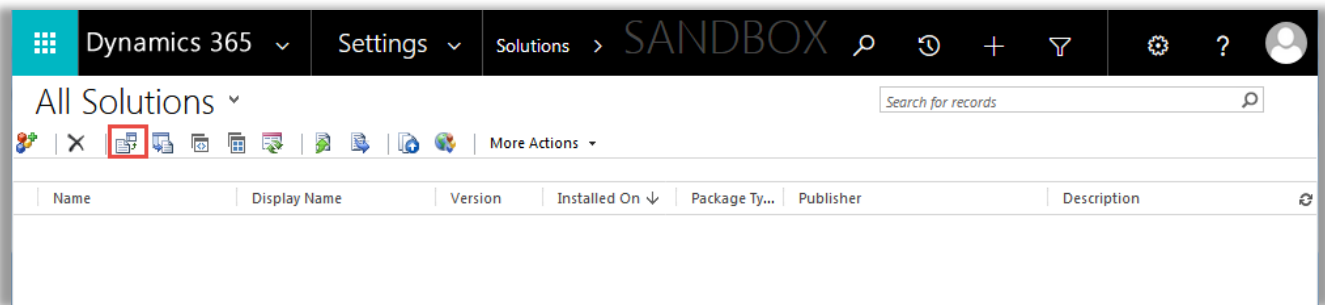 Dynamics 365 Settings Solutions > SANDBOX ?
All Solutions
Search for records
More Actions
Name Display Name Version Installed On ↓ Package Ty... Publisher Description